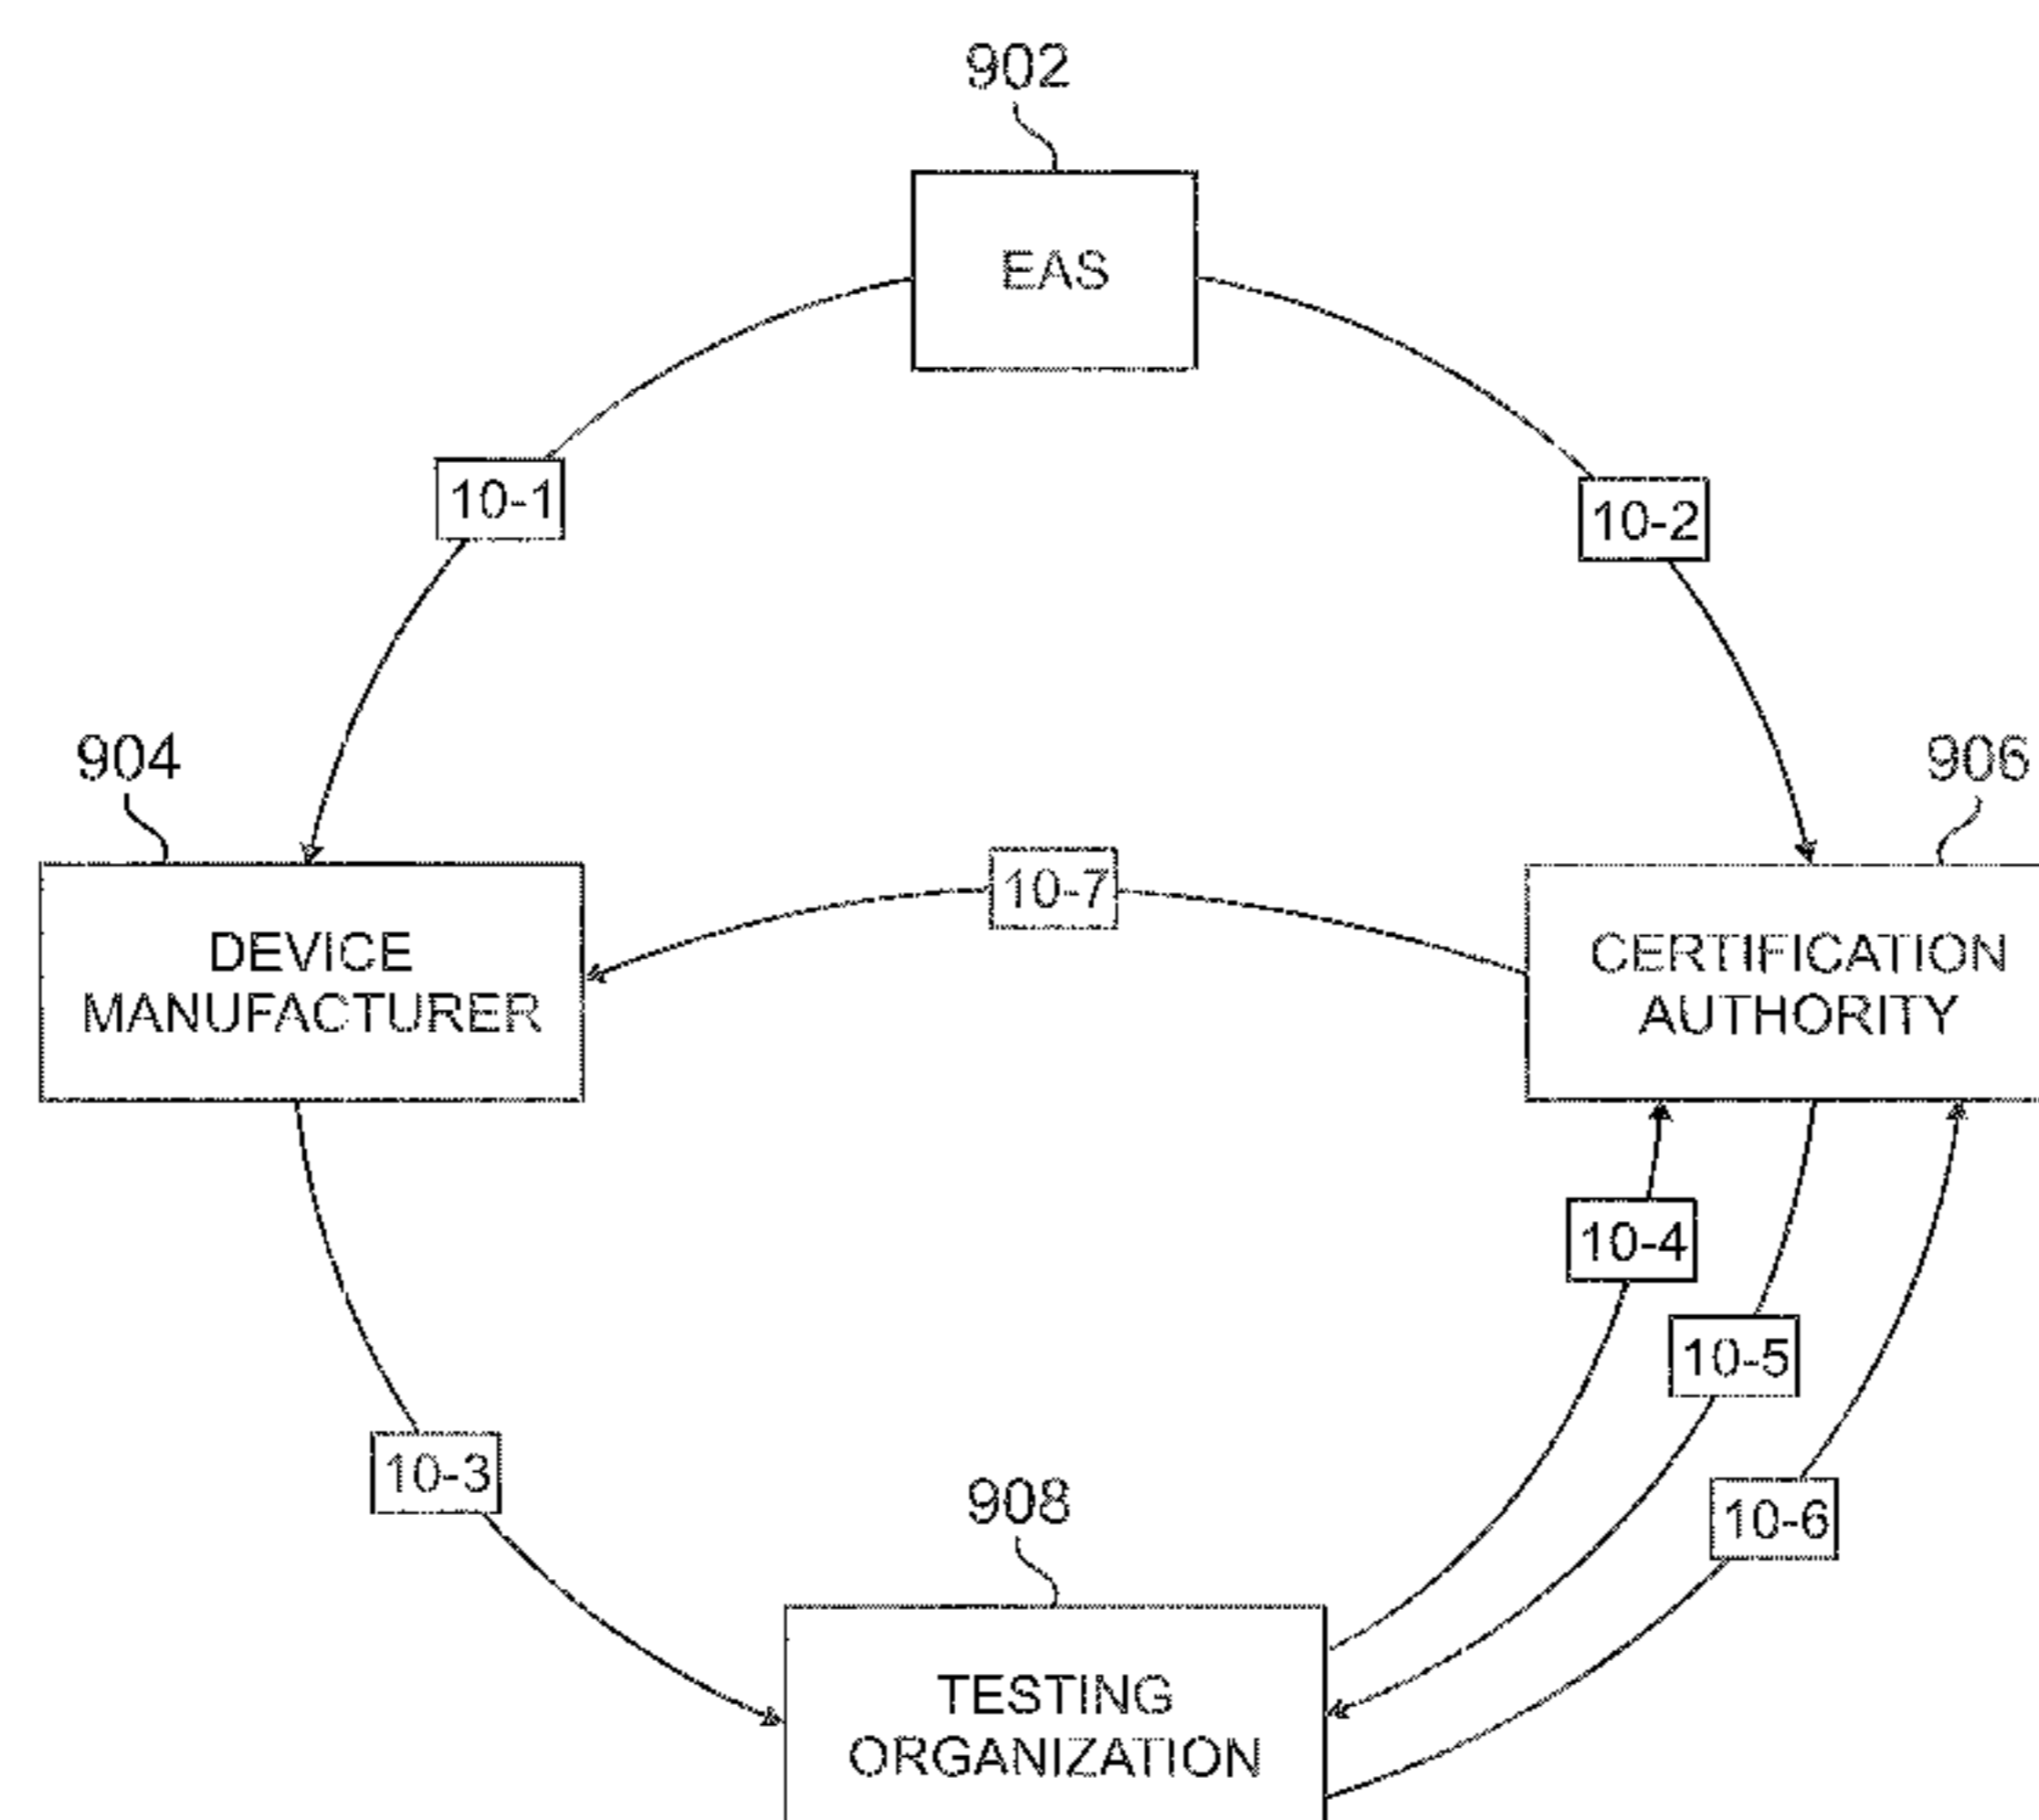 902
EAS
10-1
10-2
904
906
10-7
DEVICE
MANUFACTURER
CERTIFICATION
AUTHORITY
10-4
10-5
10-3
908
10-6
TESTING
ORGANIZATION